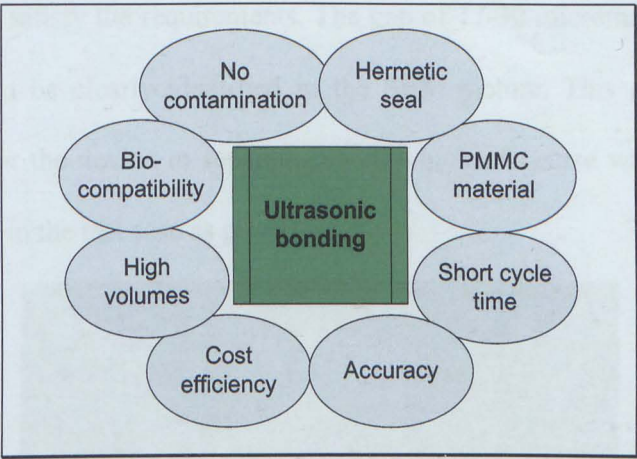 No
contamination
Hermetic
seal
Bio-
compatibility
PMMC
material
Ultrasonic
bonding
High
volumes
Short cycle
time
Cost
efficiency
Accuracy